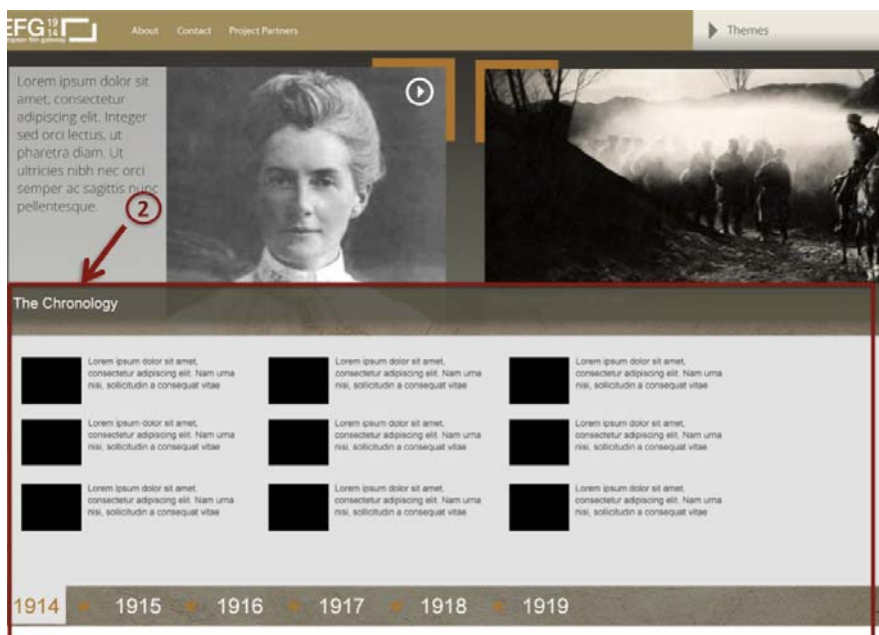 EFG 19 14
european film gateway
About Contact Project Partners
Themes
Lorem ipsum dolor sit
amet, consectetur
adipiscing elit. Integer
sed orci lectus, ut
pharetra diam. Ut
ultricies nibh nec orci
semper ac sagittis nunc
pellentesque.
2
The Chronology
Lorem ipsum dolor sit amet,
consectetur adipiscing elit. Nam urna
nisi, sollicitudin a consequat vitae
Lorem ipsum dolor sit amet,
consectetur adipiscing elit. Nam urna
nisi, sollicitudin a consequat vitae
Lorem ipsum dolor sit amet,
consectetur adipiscing elit. Nam urna
nisi, sollicitudin a consequat vitae
Lorem ipsum dolor sit amet,
consectetur adipiscing elit. Nam urna
nisi, sollicitudin a consequat vitae
Lorem ipsum dolor sit amet,
consectetur adipiscing elit. Nam urna
nisi, sollicitudin a consequat vitae
Lorem ipsum dolor sit amet,
consectetur adipiscing elit. Nam urna
nisi, sollicitudin a consequat vitae
Lorem ipsum dolor sit amet,
consectetur adipiscing elit. Nam urna
nisi, sollicitudin a consequat vitae
Lorem ipsum dolor sit amet,
consectetur adipiscing elit. Nam urna
nisi, sollicitudin a consequat vitae
Lorem ipsum dolor sit amet,
consectetur adipiscing elit. Nam urna
nisi, sollicitudin a consequat vitae
1914 1915 1916 1917 1918 1919